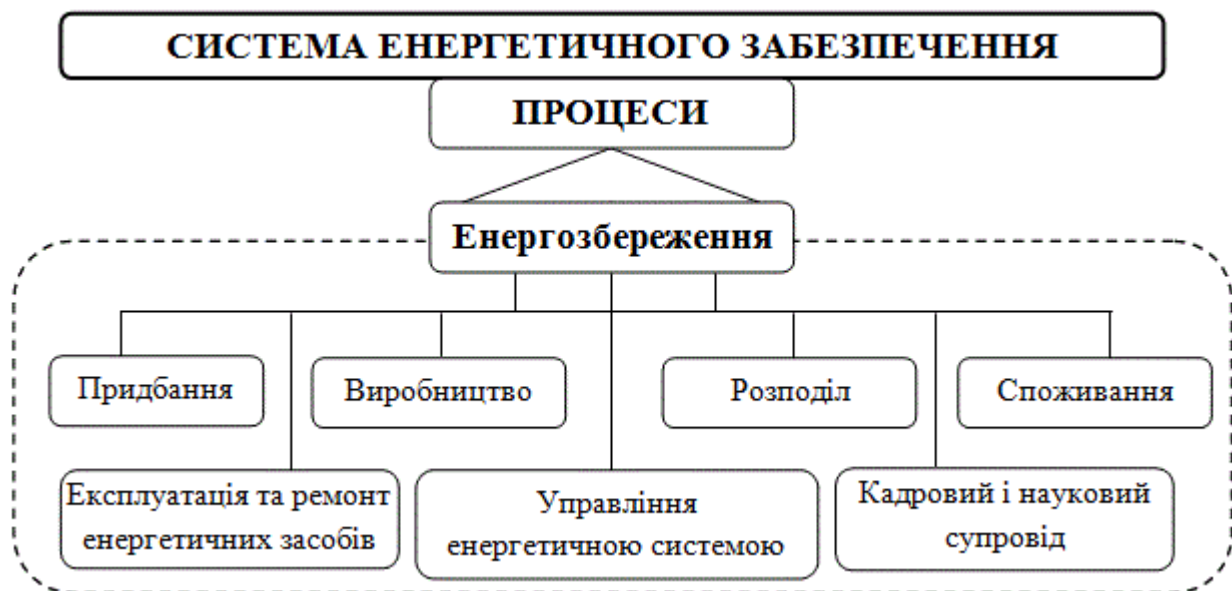 СИСТЕМА ЕНЕРГЕТИЧНОГО ЗАБЕЗПЕЧЕННЯ
ПРОЦЕСИ
Енергозбереження
Придбання
Виробництво
Розподіл
Споживання
Експлуатація та ремонт
енергетичних засобів
Управління
енергетичною системою
Кадровий і науковий
супровід